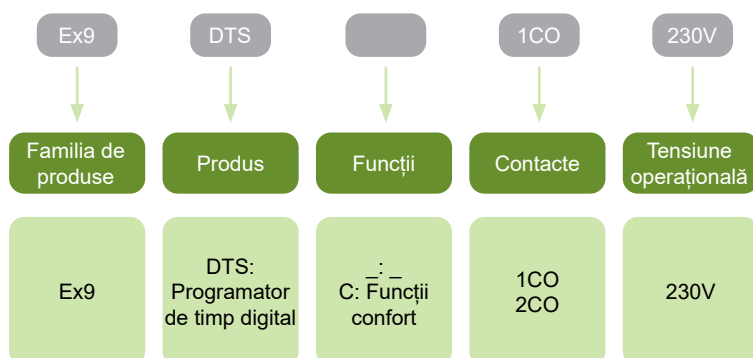 Ex9
DTS
1CO
230V
Familia de
produse
Produs
Funcții
Contacte
Tensiune
operațională
Ex9
DTS:
Programator
de timp digital
_: _
C: Funcții
confort
1CO
2CO
230V